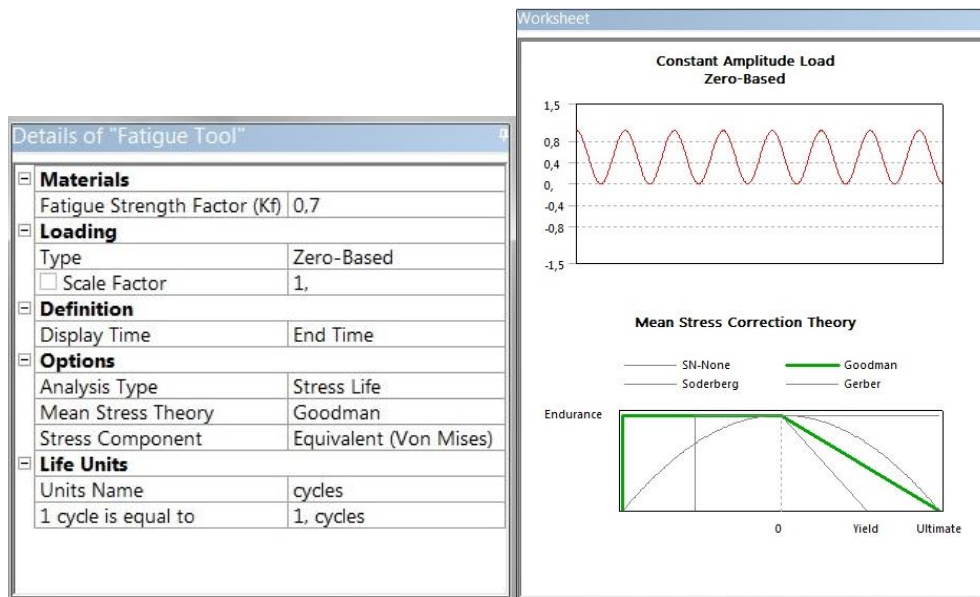 Details of "Fatigue Tool"
Materials
Fatigue Strength Factor (Kf) 0,7
Loading
Type Zero-Based
Scale Factor 1,
Definition
Display Time End Time
Options
Analysis Type Stress Life
Mean Stress Theory Goodman
Stress Component Equivalent (Von Mises)
Life Units
Units Name cycles
1 cycle is equal to 1, cycles
Worksheet
Constant Amplitude Load
Zero-Based
1,5
0,8
0,4
0,
-0,4
-0,8
-1,5
Mean Stress Correction Theory
SN-None Goodman
Soderberg Gerber
Endurance
0 Yield Ultimate